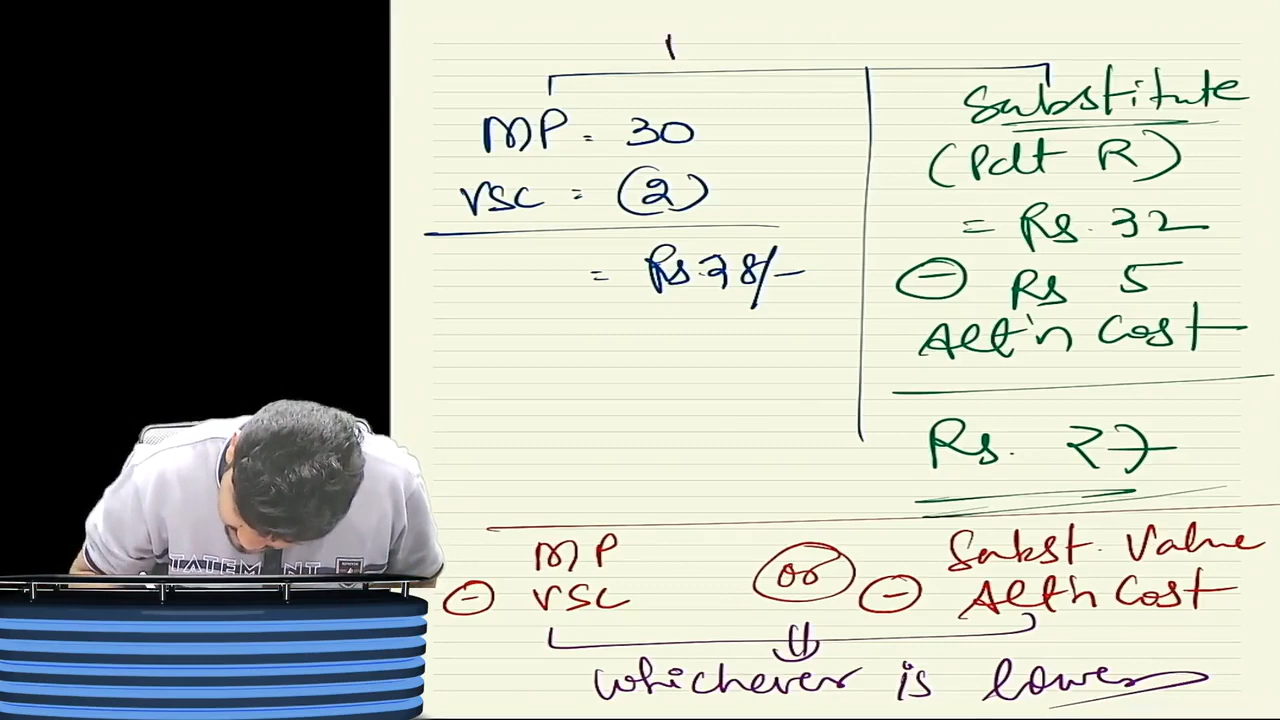 MP = 30
VSC = (2)
= Rs. 28/-
Substitute
(Pdt R)
= Rs. 32
(-) Rs 5
Alt'n Cost
Rs. 27
MP (or) Subst. Value
(-) VSC (-) Alt'n Cost
whichever is lower
TATEMENT